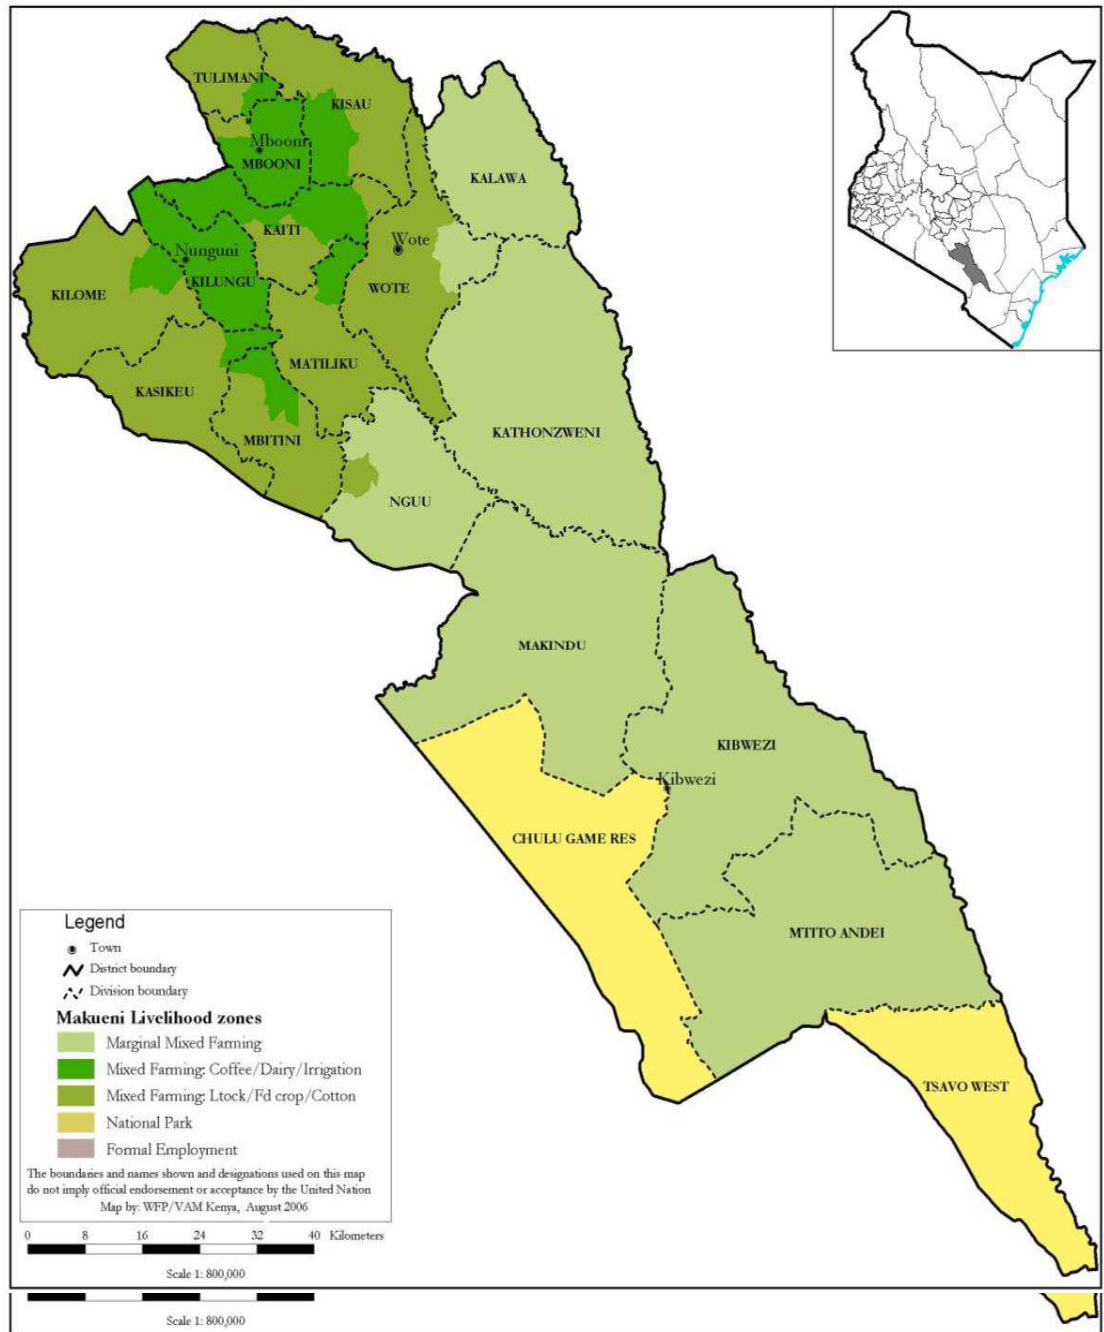 TULIMANI
KISAU
Mbooni
MBOONI
KALAWA
KAITI
Wote
Nunguni
KILUNGU
WOTE
KILOME
MATILIKU
KASIKEU
KATHONZWENI
MBITINI
NGUU
MAKINDU
KIBWEZI
Kibwezi
CHULU GAME RES
MTITO ANDEI
TSAVO WEST
Legend
Town
District boundary
Division boundary
Makueni Livelihood zones
Marginal Mixed Farming
Mixed Farming: Coffee/Dairy/Irrigation
Mixed Farming: Ltock/Fd crop/Cotton
National Park
Formal Employment
The boundaries and names shown and designations used on this map
do not imply official endorsement or acceptance by the United Nation
Map by: WFP/VAM Kenya, August 2006
0 8 16 24 32 40 Kilometers
Scale 1: 800,000
Scale 1: 800,000